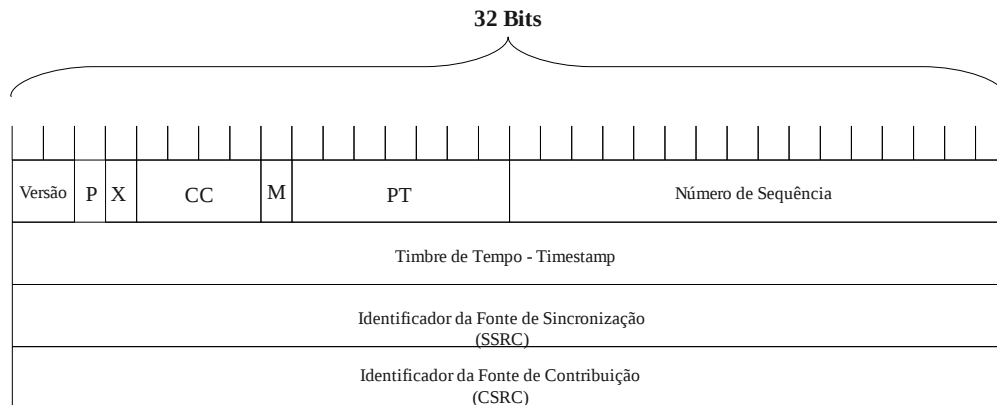 32 Bits
Versão P X CC M PT Número de Sequência
Timbre de Tempo - Timestamp
Identificador da Fonte de Sincronização
(SSRC)
Identificador da Fonte de Contribuição
(CSRC)